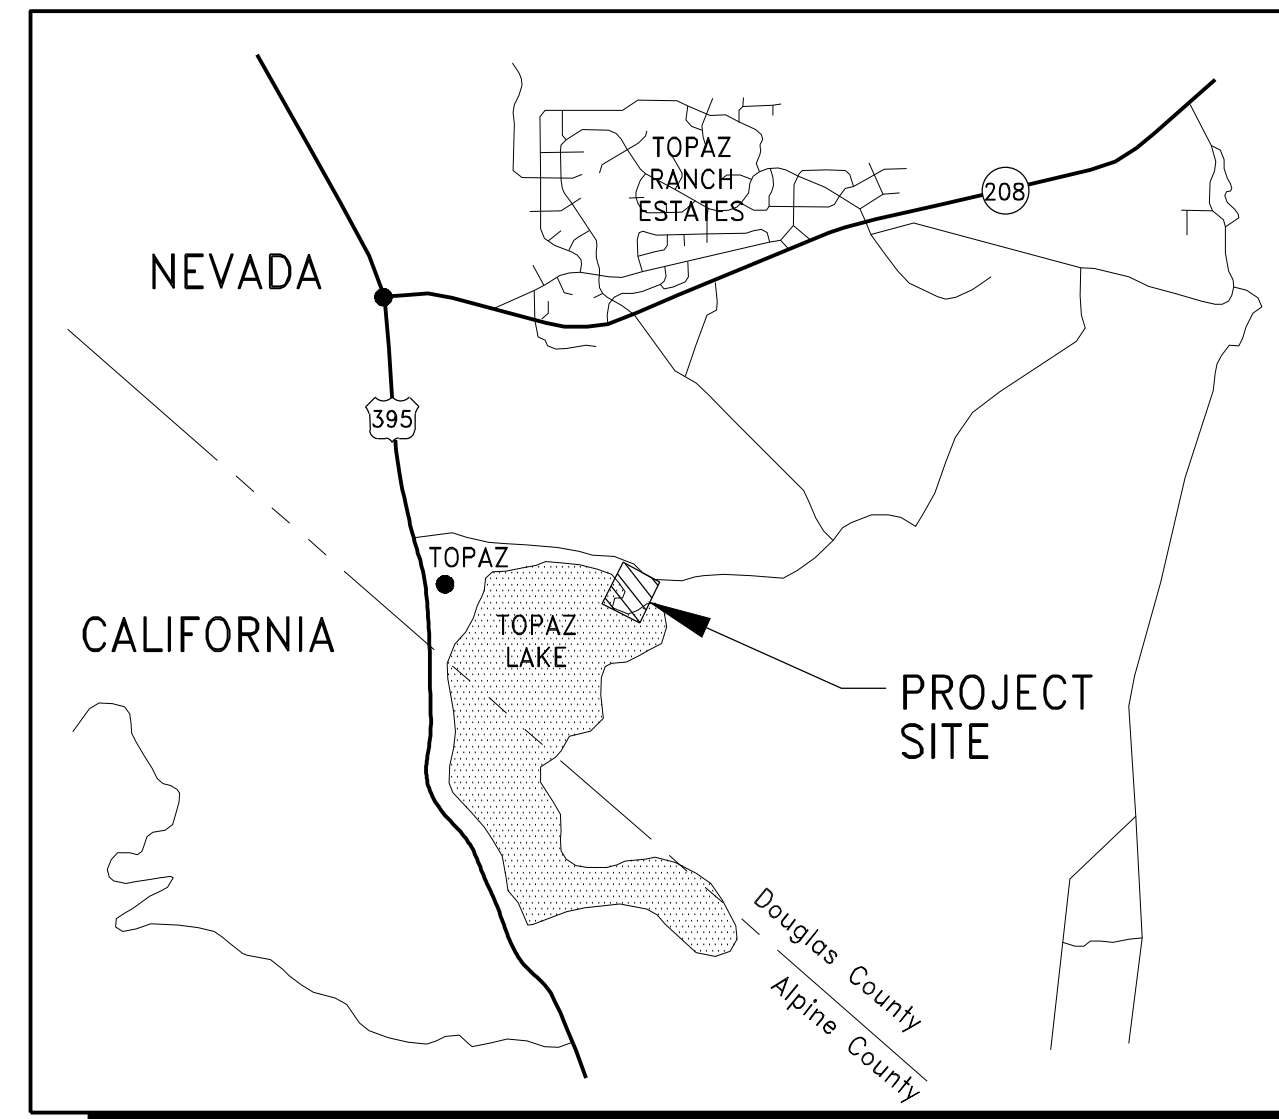 TOPAZ
RANCH
ESTATES
208
NEVADA
395
TOPAZ
CALIFORNIA
TOPAZ
LAKE
PROJECT
SITE
Douglas County
Alpine County